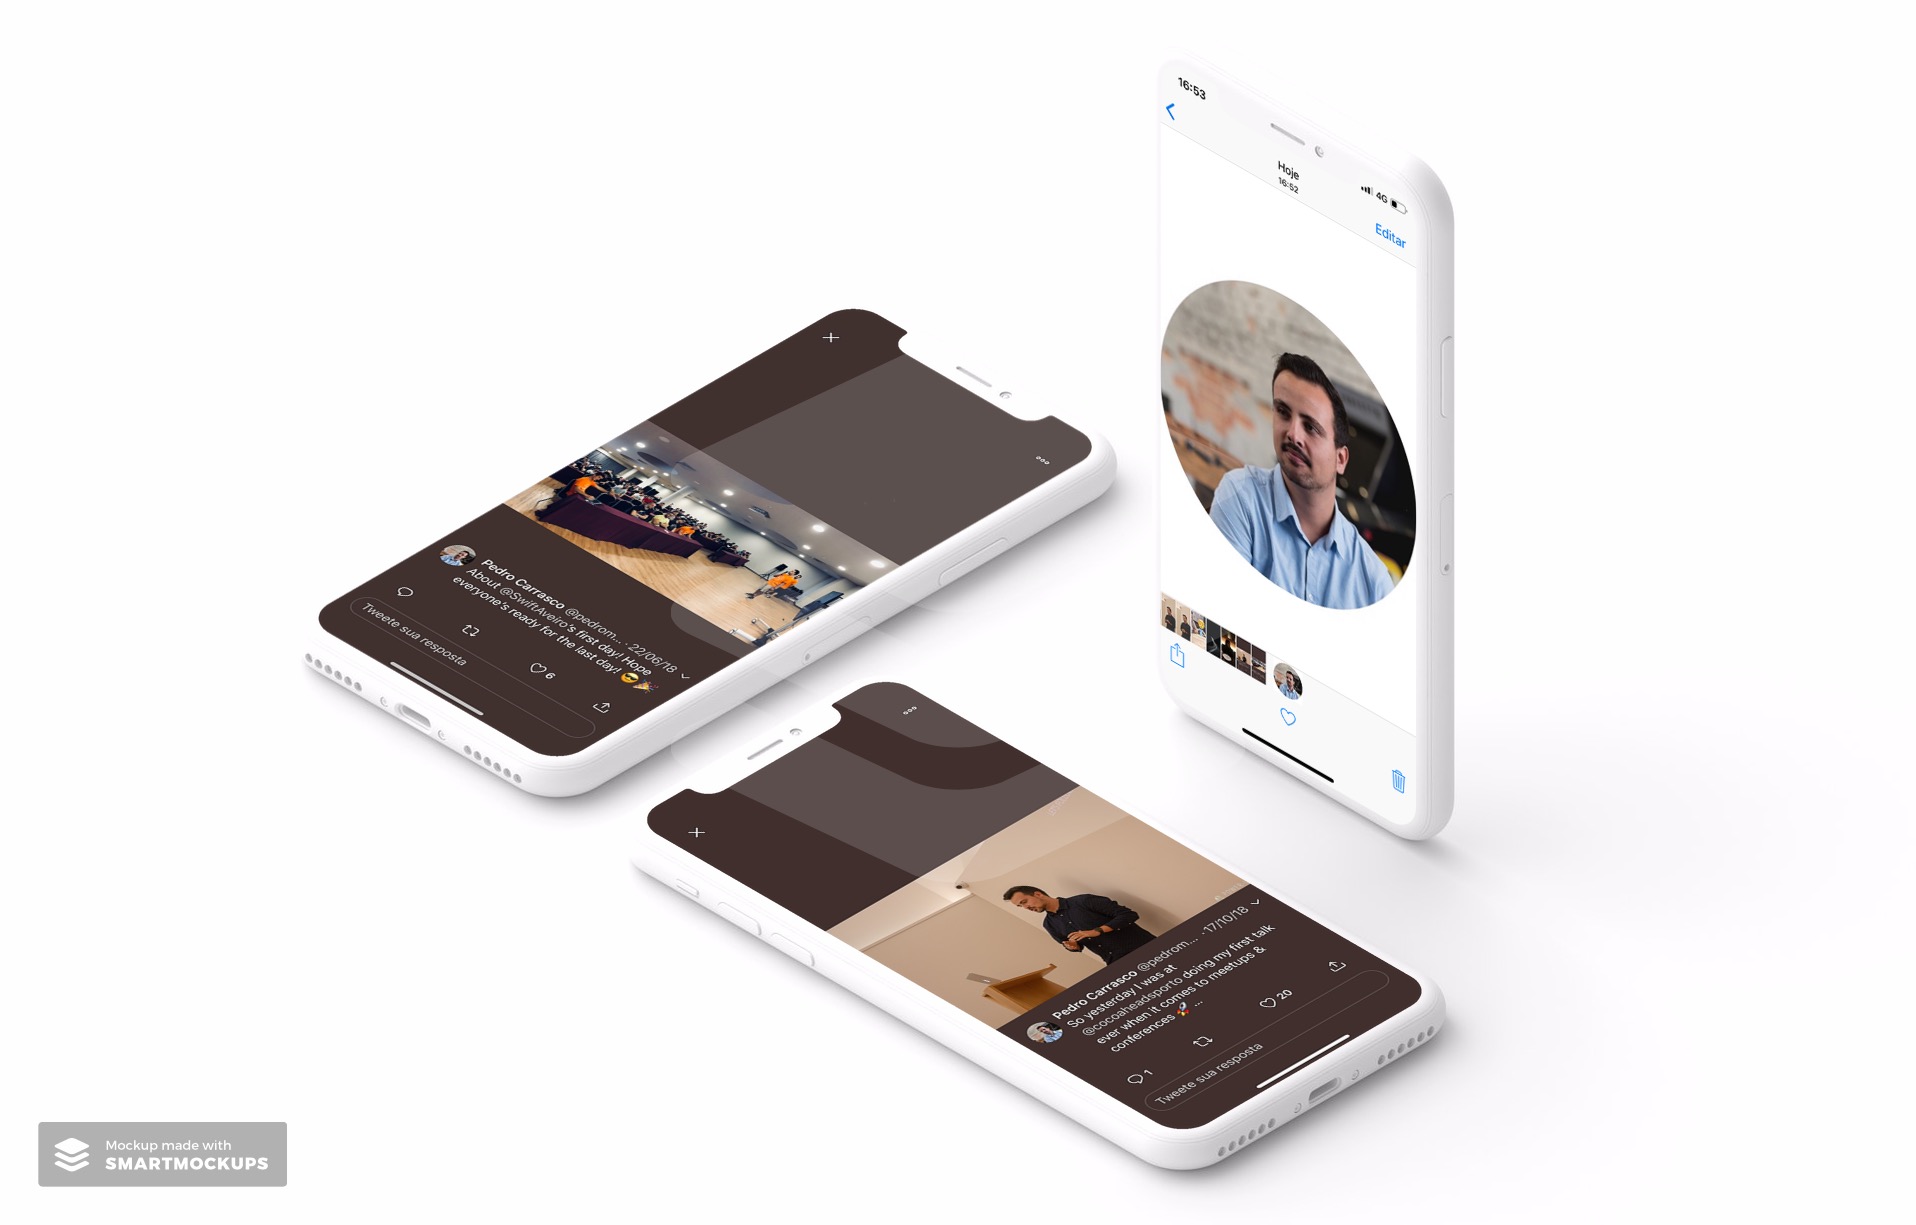 16:53
Hoje
16:52
4G
Editar
Pedro Carrasco @pedrom... · 22/06/18
About @SwiftAveiro's first day! Hope
everyone's ready for the last day! 😎🎉
6
Tweete sua resposta
Pedro Carrasco @pedrom... · 17/10/18
So yesterday I was at
@cocoaheadsporto doing my first talk
ever when it comes to meetups &
conferences 🚀 ...
1
20
Tweete sua resposta
Mockup made with
SMARTMOCKUPS